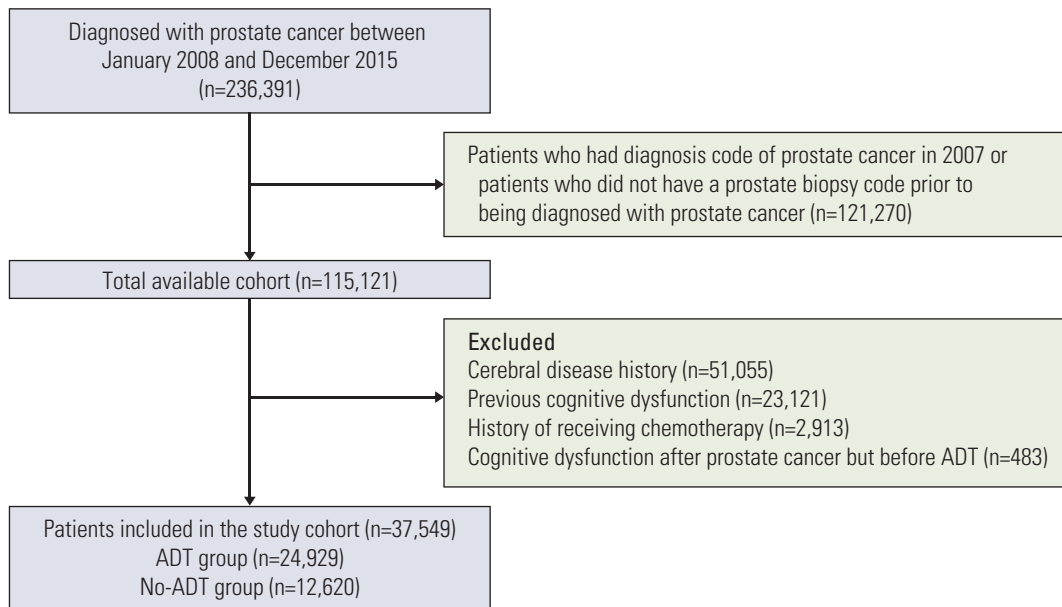 Diagnosed with prostate cancer between
January 2008 and December 2015
(n=236,391)
Patients who had diagnosis code of prostate cancer in 2007 or
patients who did not have a prostate biopsy code prior to
being diagnosed with prostate cancer (n=121,270)
Total available cohort (n=115,121)
Excluded
Cerebral disease history (n=51,055)
Previous cognitive dysfunction (n=23,121)
History of receiving chemotherapy (n=2,913)
Cognitive dysfunction after prostate cancer but before ADT (n=483)
Patients included in the study cohort (n=37,549)
ADT group (n=24,929)
No-ADT group (n=12,620)